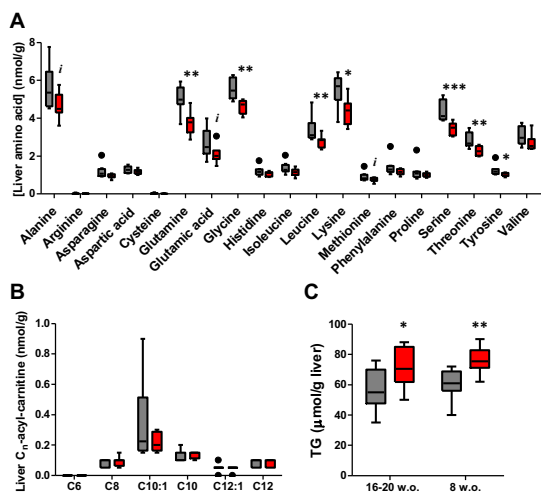 A
[Liver amino acid] (nmol/g)
8
6
4
2
0
i
**
i
**
**
*
i
***
**
*
Alanine
Arginine
Asparagine
Aspartic acid
Cysteine
Glutamine
Glutamic acid
Glycine
Histidine
Isoleucine
Leucine
Lysine
Methionine
Phenylalanine
Proline
Serine
Threonine
Tyrosine
Valine
B
Liver Cn-acyl-carnitine (nmol/g)
1.0
0.8
0.6
0.4
0.2
0.0
C6 C8 C10:1 C10 C12:1 C12
C
TG (μmol/g liver)
100
80
60
40
20
0
*
**
16-20 w.o. 8 w.o.